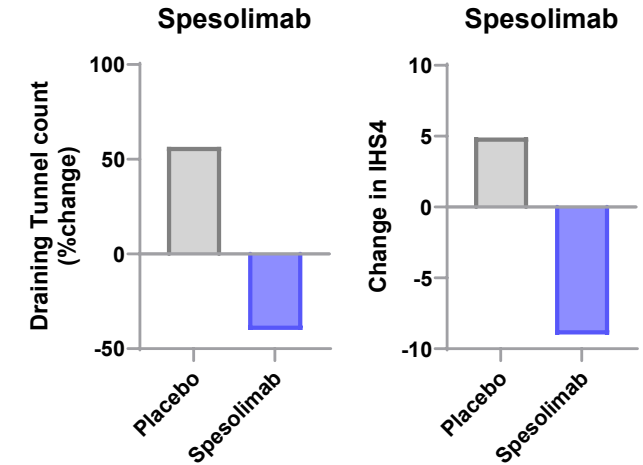 Spesolimab
Draining Tunnel count
(%change)
100
50
0
-50
Placebo
Spesolimab
Spesolimab
Change in IHS4
10
5
0
-5
-10
Placebo
Spesolimab